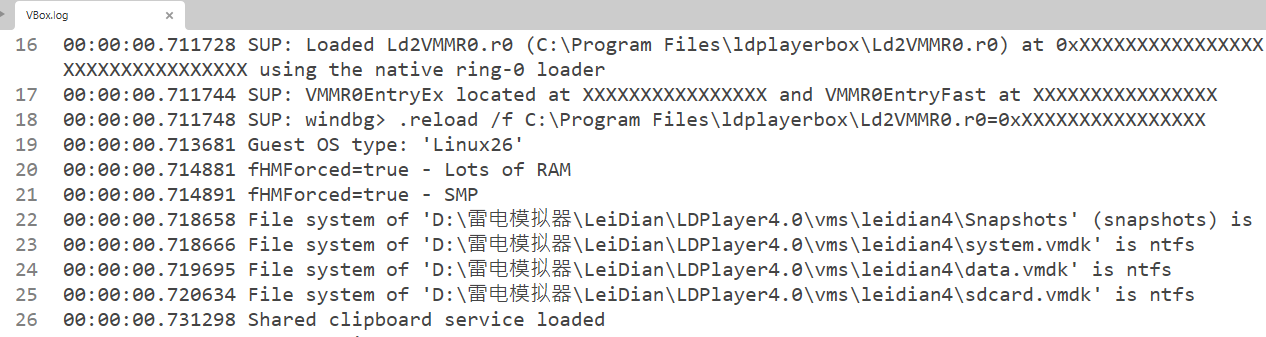 VBox.log ×
16 00:00:00.711728 SUP: Loaded Ld2VMMR0.r0 (C:\Program Files\ldplayerbox\Ld2VMMR0.r0) at 0xXXXXXXXXXXXXXXXX
XXXXXXXXXXXXXXXX using the native ring-0 loader
17 00:00:00.711744 SUP: VMMR0EntryEx located at XXXXXXXXXXXXXXXX and VMMR0EntryFast at XXXXXXXXXXXXXXXX
18 00:00:00.711748 SUP: windbg> .reload /f C:\Program Files\ldplayerbox\Ld2VMMR0.r0=0xXXXXXXXXXXXXXXXX
19 00:00:00.713681 Guest OS type: 'Linux26'
20 00:00:00.714881 fHMForced=true - Lots of RAM
21 00:00:00.714891 fHMForced=true - SMP
22 00:00:00.718658 File system of 'D:\雷电模拟器\LeiDian\LDPlayer4.0\vms\leidian4\Snapshots' (snapshots) is
23 00:00:00.718666 File system of 'D:\雷电模拟器\LeiDian\LDPlayer4.0\vms\leidian4\system.vmdk' is ntfs
24 00:00:00.719695 File system of 'D:\雷电模拟器\LeiDian\LDPlayer4.0\vms\leidian4\data.vmdk' is ntfs
25 00:00:00.720634 File system of 'D:\雷电模拟器\LeiDian\LDPlayer4.0\vms\leidian4\sdcard.vmdk' is ntfs
26 00:00:00.731298 Shared clipboard service loaded